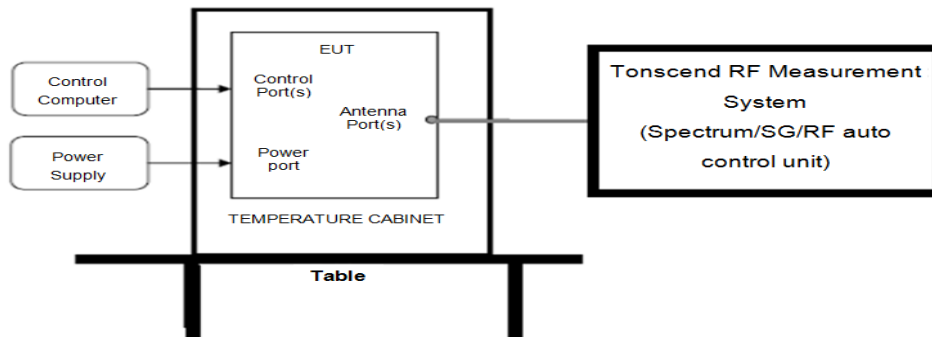 Control
Computer
Power
Supply
EUT
Control
Port(s)
Antenna
Port(s)
Power
port
TEMPERATURE CABINET
Table
Tonscend RF Measurement
System
(Spectrum/SG/RF auto
control unit)